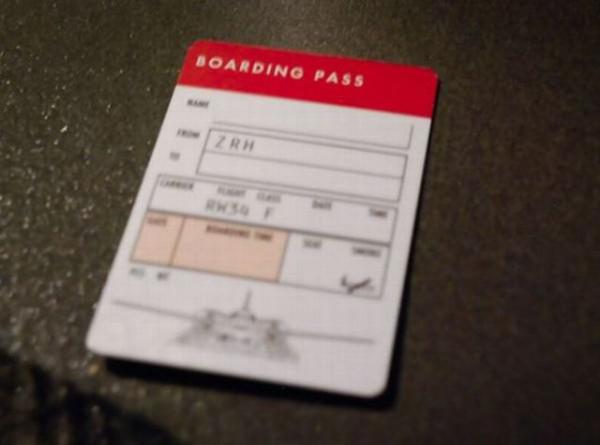 BOARDING PASS
NAME
FROM ZRH
TO
CARRIER FLIGHT CLASS DATE TIME
RW34 F
GATE BOARDING TIME SEAT SMOKE